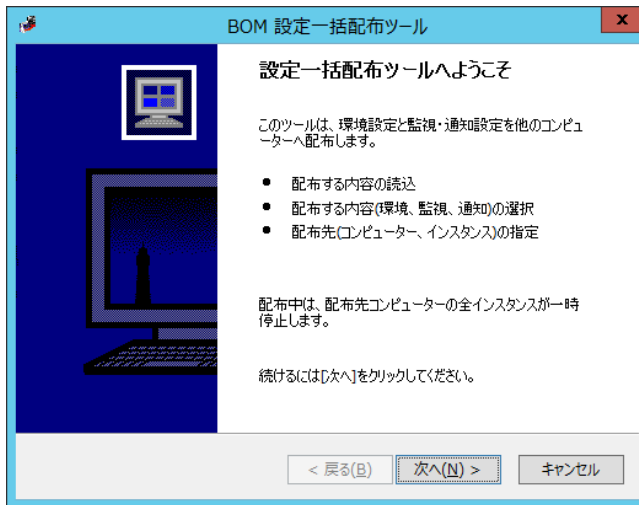 BOM 設定一括配布ツール
x
設定一括配布ツールへようこそ
このツールは、環境設定と監視・通知設定を他のコンピュ
ーターへ配布します。
● 配布する内容の読込
● 配布する内容(環境、監視、通知)の選択
● 配布先(コンピューター、インスタンス)の指定
配布中は、配布先コンピューターの全インスタンスが一時
停止します。
続けるには[次へ]をクリックしてください。
< 戻る(B)
次へ(N) >
キャンセル